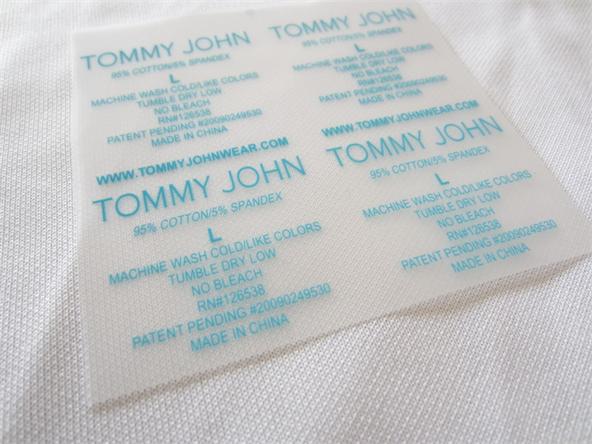 TOMMY JOHN
95% COTTON/5% SPANDEX
L
MACHINE WASH COLD/LIKE COLORS
TUMBLE DRY LOW
NO BLEACH
RN#126538
PATENT PENDING #20090249530
MADE IN CHINA
WWW.TOMMYJOHNWEAR.COM
TOMMY JOHN
95% COTTON/5% SPANDEX
L
MACHINE WASH COLD/LIKE COLORS
TUMBLE DRY LOW
NO BLEACH
RN#126538
PATENT PENDING #20090249530
MADE IN CHINA
WWW.TOMMYJOHNWEAR.COM
TOMMY JOHN
95% COTTON/5% SPANDEX
L
MACHINE WASH COLD/LIKE COLORS
TUMBLE DRY LOW
NO BLEACH
RN#126538
PATENT PENDING #20090249530
MADE IN CHINA
TOMMY JOHN
95% COTTON/5% SPANDEX
L
MACHINE WASH COLD/LIKE COLORS
TUMBLE DRY LOW
NO BLEACH
RN#126538
PATENT PENDING #20090249530
MADE IN CHINA